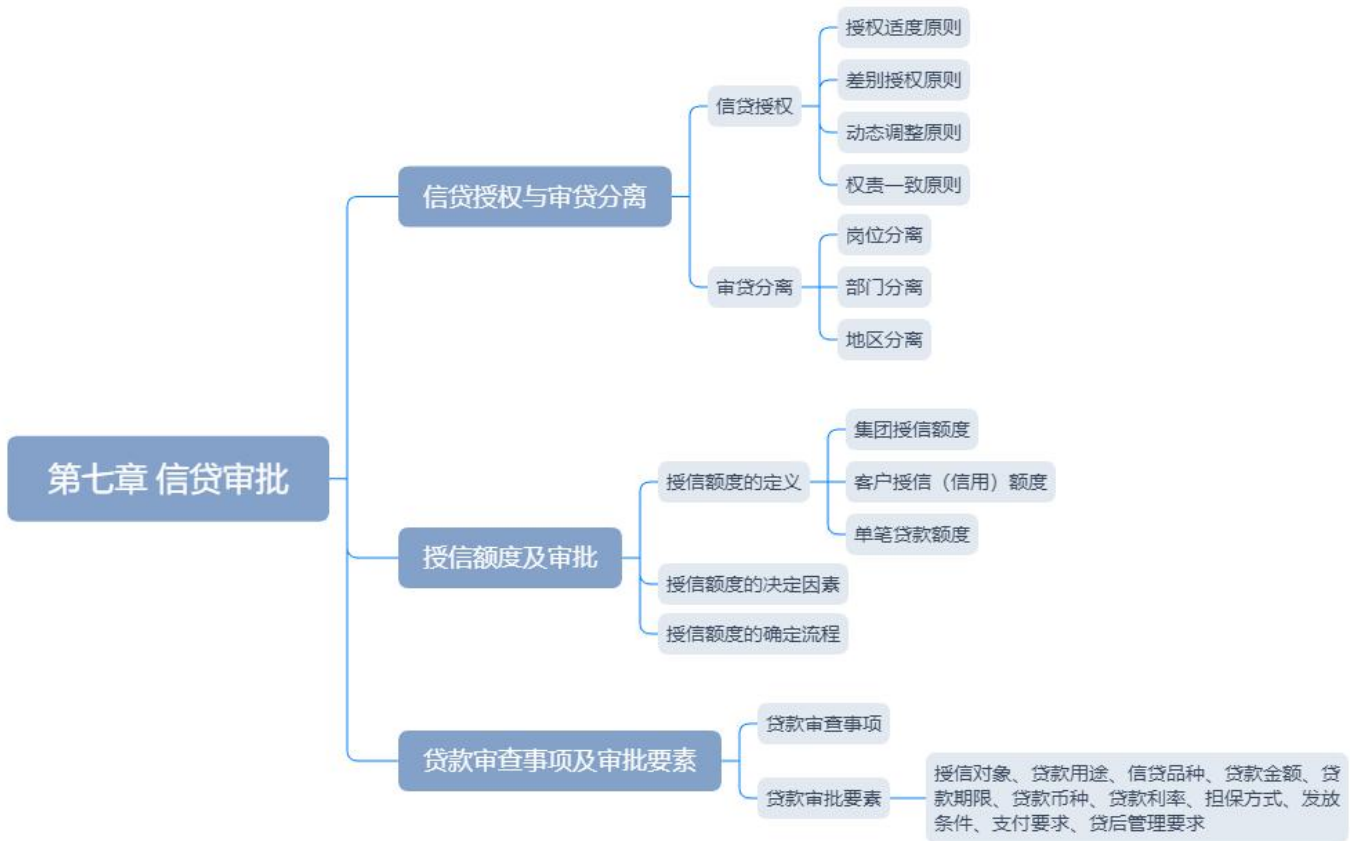 第七章 信贷审批
信贷授权与审贷分离
信贷授权
授权适度原则
差别授权原则
动态调整原则
权责一致原则
审贷分离
岗位分离
部门分离
地区分离
授信额度及审批
授信额度的定义
集团授信额度
客户授信（信用）额度
单笔贷款额度
授信额度的决定因素
授信额度的确定流程
贷款审查事项及审批要素
贷款审查事项
贷款审批要素
授信对象、贷款用途、信贷品种、贷款金额、贷
款期限、贷款币种、贷款利率、担保方式、发放
条件、支付要求、贷后管理要求